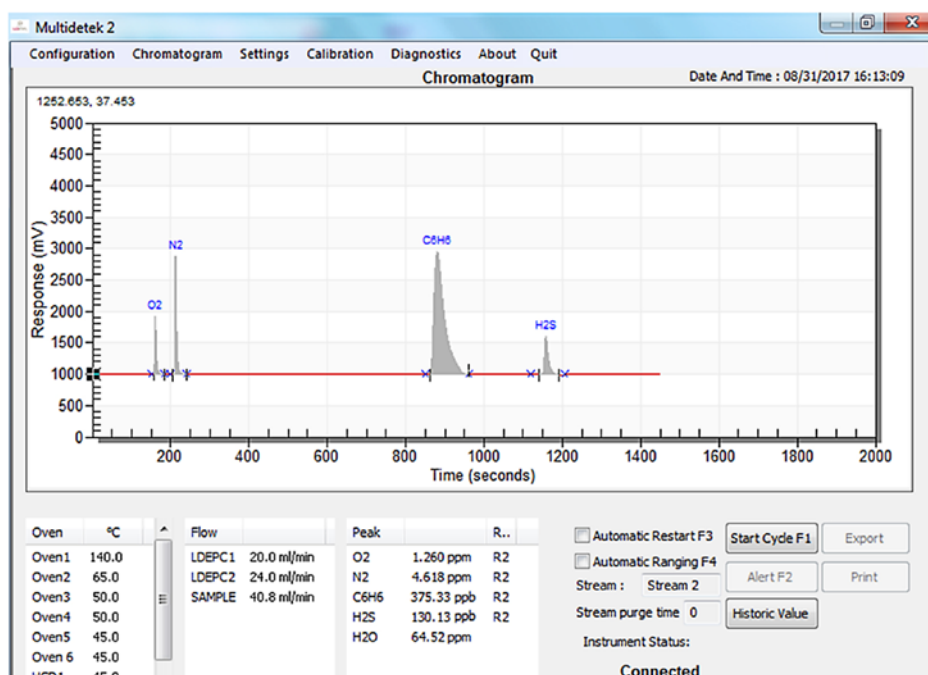 Multidetek 2
Configuration Chromatogram Settings Calibration Diagnostics About Quit
Chromatogram Date And Time : 08/31/2017 16:13:09
1252.653, 37.453
5000
4500
4000
3500
3000
2500
2000
1500
1000
500
0
Response (mV)
O2
N2
C6H6
H2S
200 400 600 800 1000 1200 1400 1600 1800 2000
Time (seconds)
Oven ºC
Oven1 140.0
Oven2 65.0
Oven3 50.0
Oven4 50.0
Oven5 45.0
Oven 6 45.0
Flow
LDEPC1 20.0 ml/min
LDEPC2 24.0 ml/min
SAMPLE 40.8 ml/min
Peak R..
O2 1.260 ppm R2
N2 4.618 ppm R2
C6H6 375.33 ppb R2
H2S 130.13 ppb R2
H2O 64.52 ppm
Automatic Restart F3
Automatic Ranging F4
Stream : Stream 2
Stream purge time 0
Instrument Status:
Connected
Start Cycle F1 Export
Alert F2 Print
Historic Value